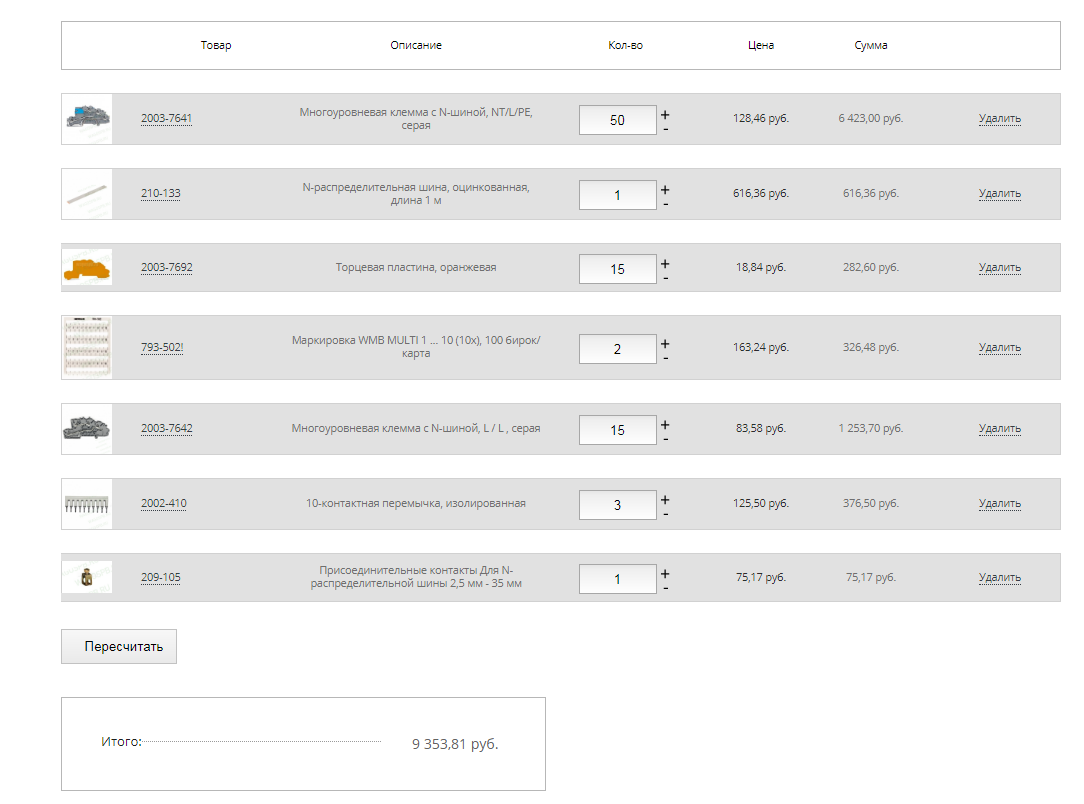 Товар Описание Кол-во Цена Сумма
2003-7641 Многоуровневая клемма с N-шиной, NT/L/PE, серая 50 + - 128,46 руб. 6 423,00 руб. Удалить
210-133 N-распределительная шина, оцинкованная, длина 1 м 1 + - 616,36 руб. 616,36 руб. Удалить
2003-7692 Торцевая пластина, оранжевая 15 + - 18,84 руб. 282,60 руб. Удалить
793-502! Маркировка WMB MULTI 1 ... 10 (10x), 100 бирок/карта 2 + - 163,24 руб. 326,48 руб. Удалить
2003-7642 Многоуровневая клемма с N-шиной, L / L , серая 15 + - 83,58 руб. 1 253,70 руб. Удалить
2002-410 10-контактная перемычка, изолированная 3 + - 125,50 руб. 376,50 руб. Удалить
209-105 Присоединительные контакты Для N-распределительной шины 2,5 мм - 35 мм 1 + - 75,17 руб. 75,17 руб. Удалить
Пересчитать
Итого: 9 353,81 руб.